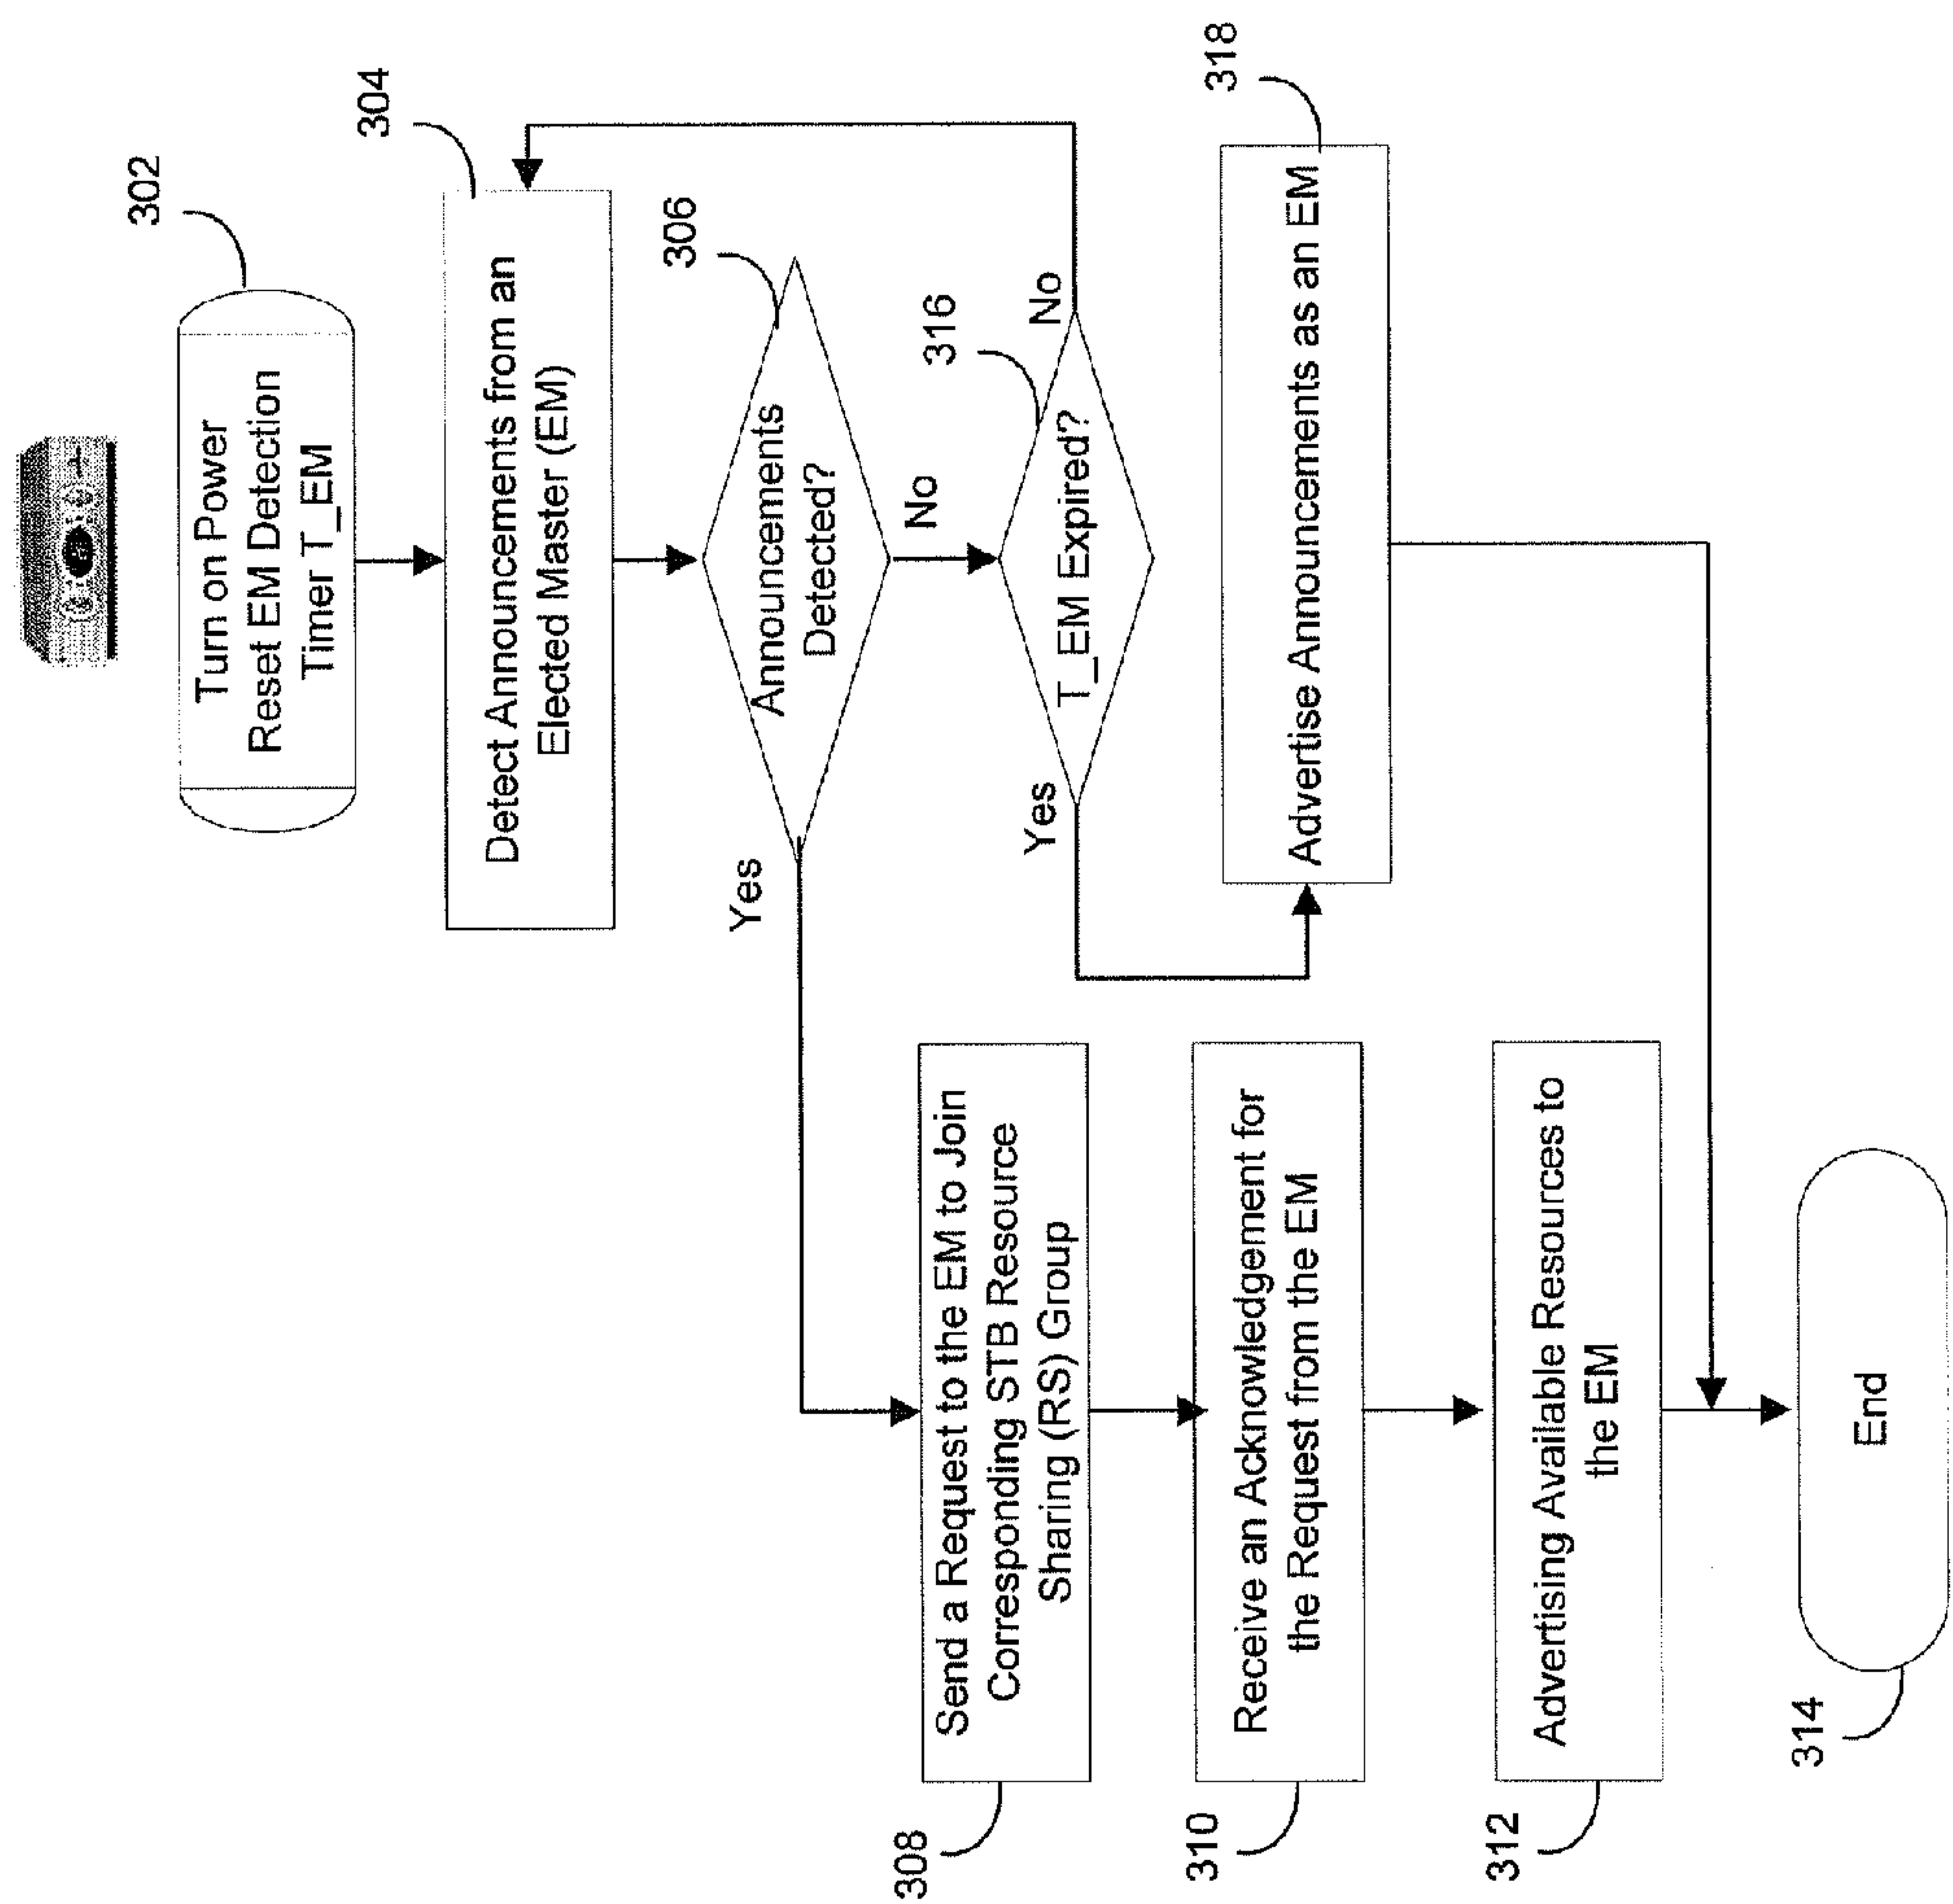 302
Turn on Power
Reset EM Detection
Timer T_EM
304
Detect Announcements from an
Elected Master (EM)
306
Announcements
Detected?
Yes
No
316
T_EM Expired?
No
Yes
318
Advertise Announcements as an EM
308
Send a Request to the EM to Join
Corresponding STB Resource
Sharing (RS) Group
310
Receive an Acknowledgement for
the Request from the EM
312
Advertising Available Resources to
the EM
314
End